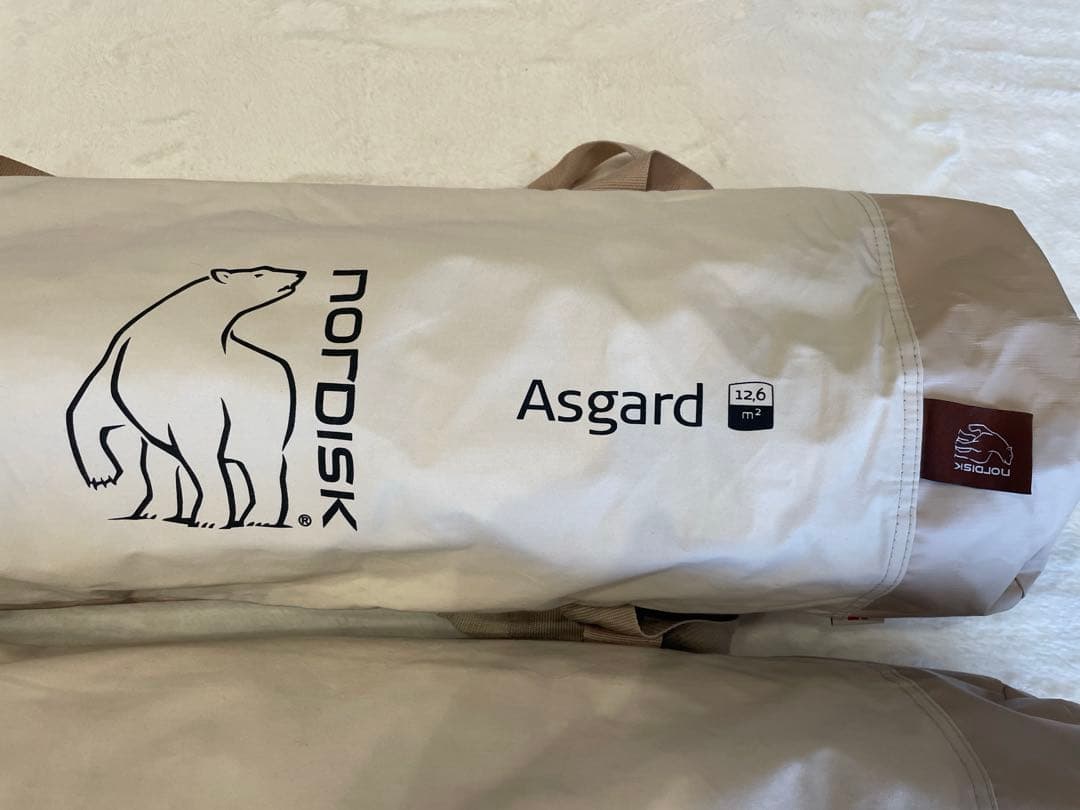 NORDISK
®
Asgard
12,6
m²
NORDISK